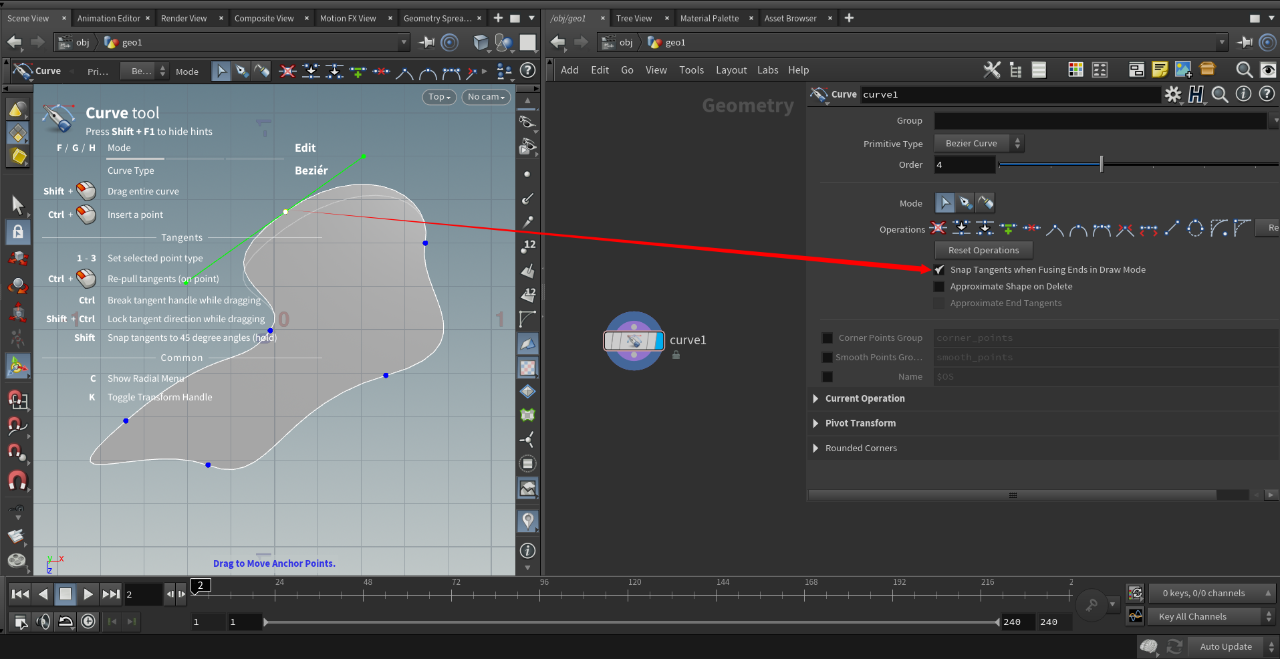 Scene View × Animation Editor × Render View × Composite View × Motion FX View × Geometry Sprea... ×
/obj/geo1 × Tree View × Material Palette × Asset Browser ×
obj geo1
obj geo1
Curve Pri... Be... Mode
Add Edit Go View Tools Layout Labs Help
Top No cam
Curve tool
Press Shift + F1 to hide hints
F / G / H Mode Edit
Curve Type Beziér
Shift + Drag entire curve
Ctrl + Insert a point
Tangents
1 - 3 Set selected point type
Ctrl + Re-pull tangents (on point)
Ctrl Break tangent handle while dragging
Shift + Ctrl Lock tangent direction while dragging
Shift Snap tangents to 45 degree angles (hold)
Common
C Show Radial Menu
K Toggle Transform Handle
1 0 1
Drag to Move Anchor Points.
y x
z
12
12
Geometry
curve1
Curve curve1
Group
Primitive Type Bezier Curve
Order 4
Mode
Operations Re
Reset Operations
Snap Tangents when Fusing Ends in Draw Mode
Approximate Shape on Delete
Approximate End Tangents
Corner Points Group corner_points
Smooth Points Gro... smooth_points
Name $OS
Current Operation
Pivot Transform
Rounded Corners
2 2 24 48 72 96 120 144 168 192 216 2
1 1 240 240
0 keys, 0/0 channels
Key All Channels
Auto Update